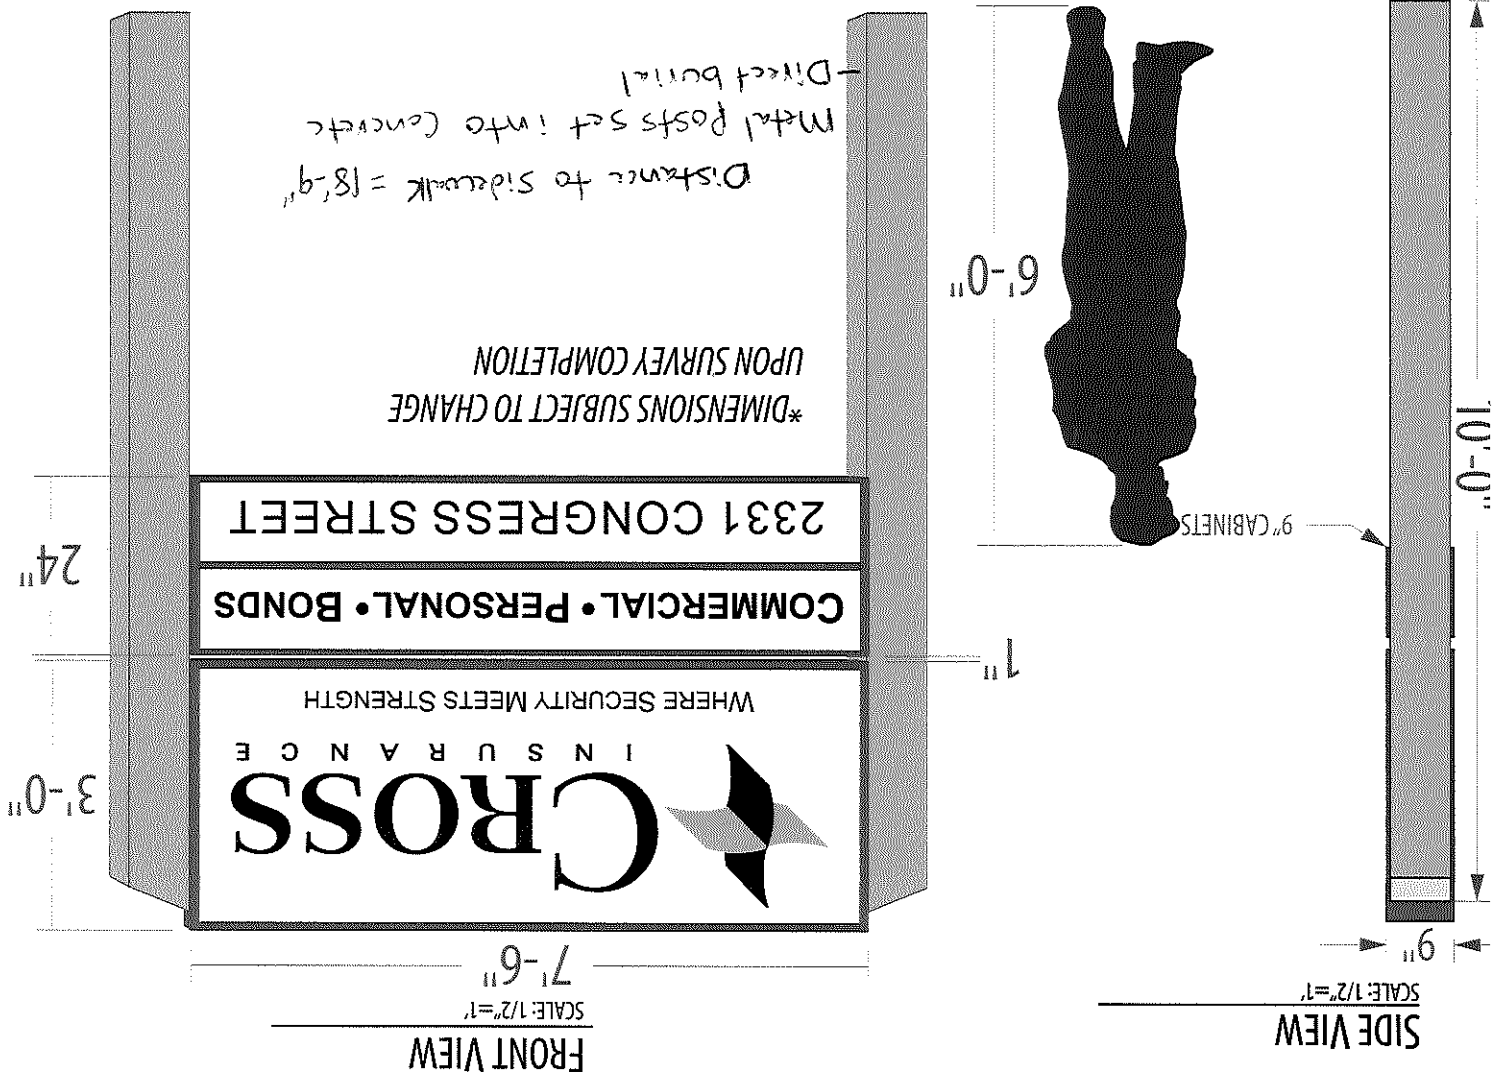 SIDE VIEW
SCALE: 1/2"=1'
9"
10'-0"
9" CABINETS
6'-0"
FRONT VIEW
SCALE: 1/2"=1'
7'-6"
3'-0"
CROSS
INSURANCE
WHERE SECURITY MEETS STRENGTH
1"
24"
COMMERCIAL • PERSONAL • BONDS
2331 CONGRESS STREET
*DIMENSIONS SUBJECT TO CHANGE
UPON SURVEY COMPLETION
Distance to Sidewalk = 18'-9"
Metal posts set into Concrete
- Direct burial